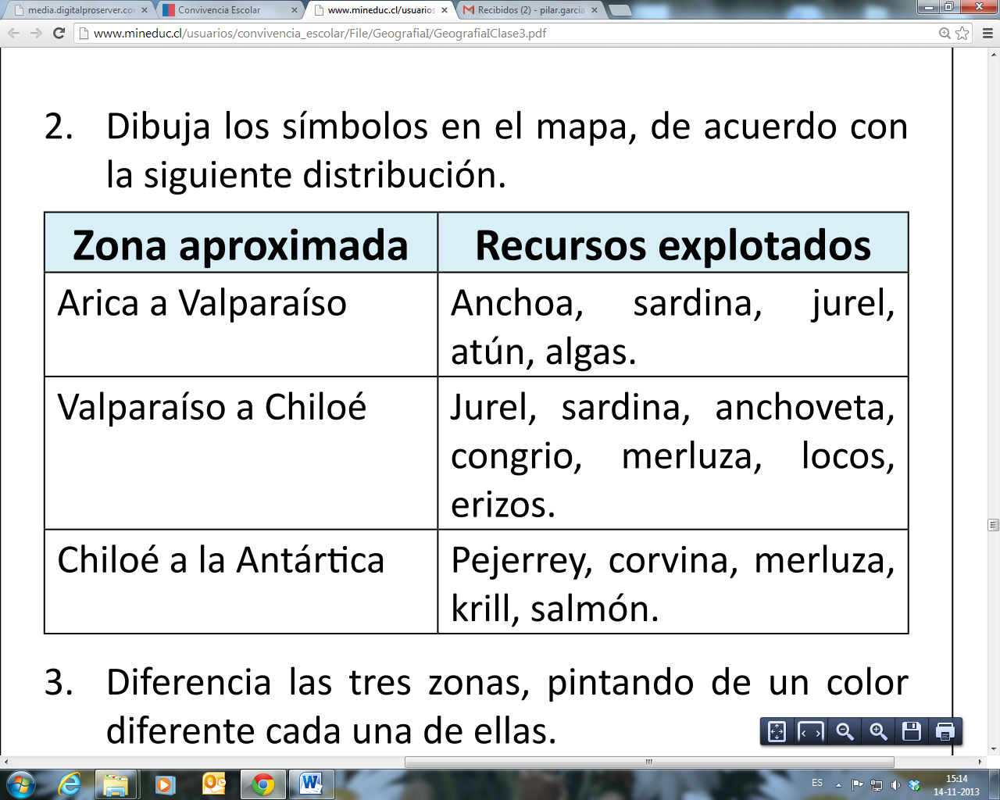 media.digitalproserver.co
Convivencia Escolar
www.mineduc.cl/usuarios
Recibidos (2) - pilar.garcia
www.mineduc.cl/usuarios/convivencia_escolar/File/GeografiaI/GeografiaIClase3.pdf
2. Dibuja los símbolos en el mapa, de acuerdo con
la siguiente distribución.
Zona aproximada Recursos explotados
Arica a Valparaíso Anchoa, sardina, jurel,
atún, algas.
Valparaíso a Chiloé Jurel, sardina, anchoveta,
congrio, merluza, locos,
erizos.
Chiloé a la Antártica Pejerrey, corvina, merluza,
krill, salmón.
3. Diferencia las tres zonas, pintando de un color
diferente cada una de ellas.
ES
15:14
14-11-2013